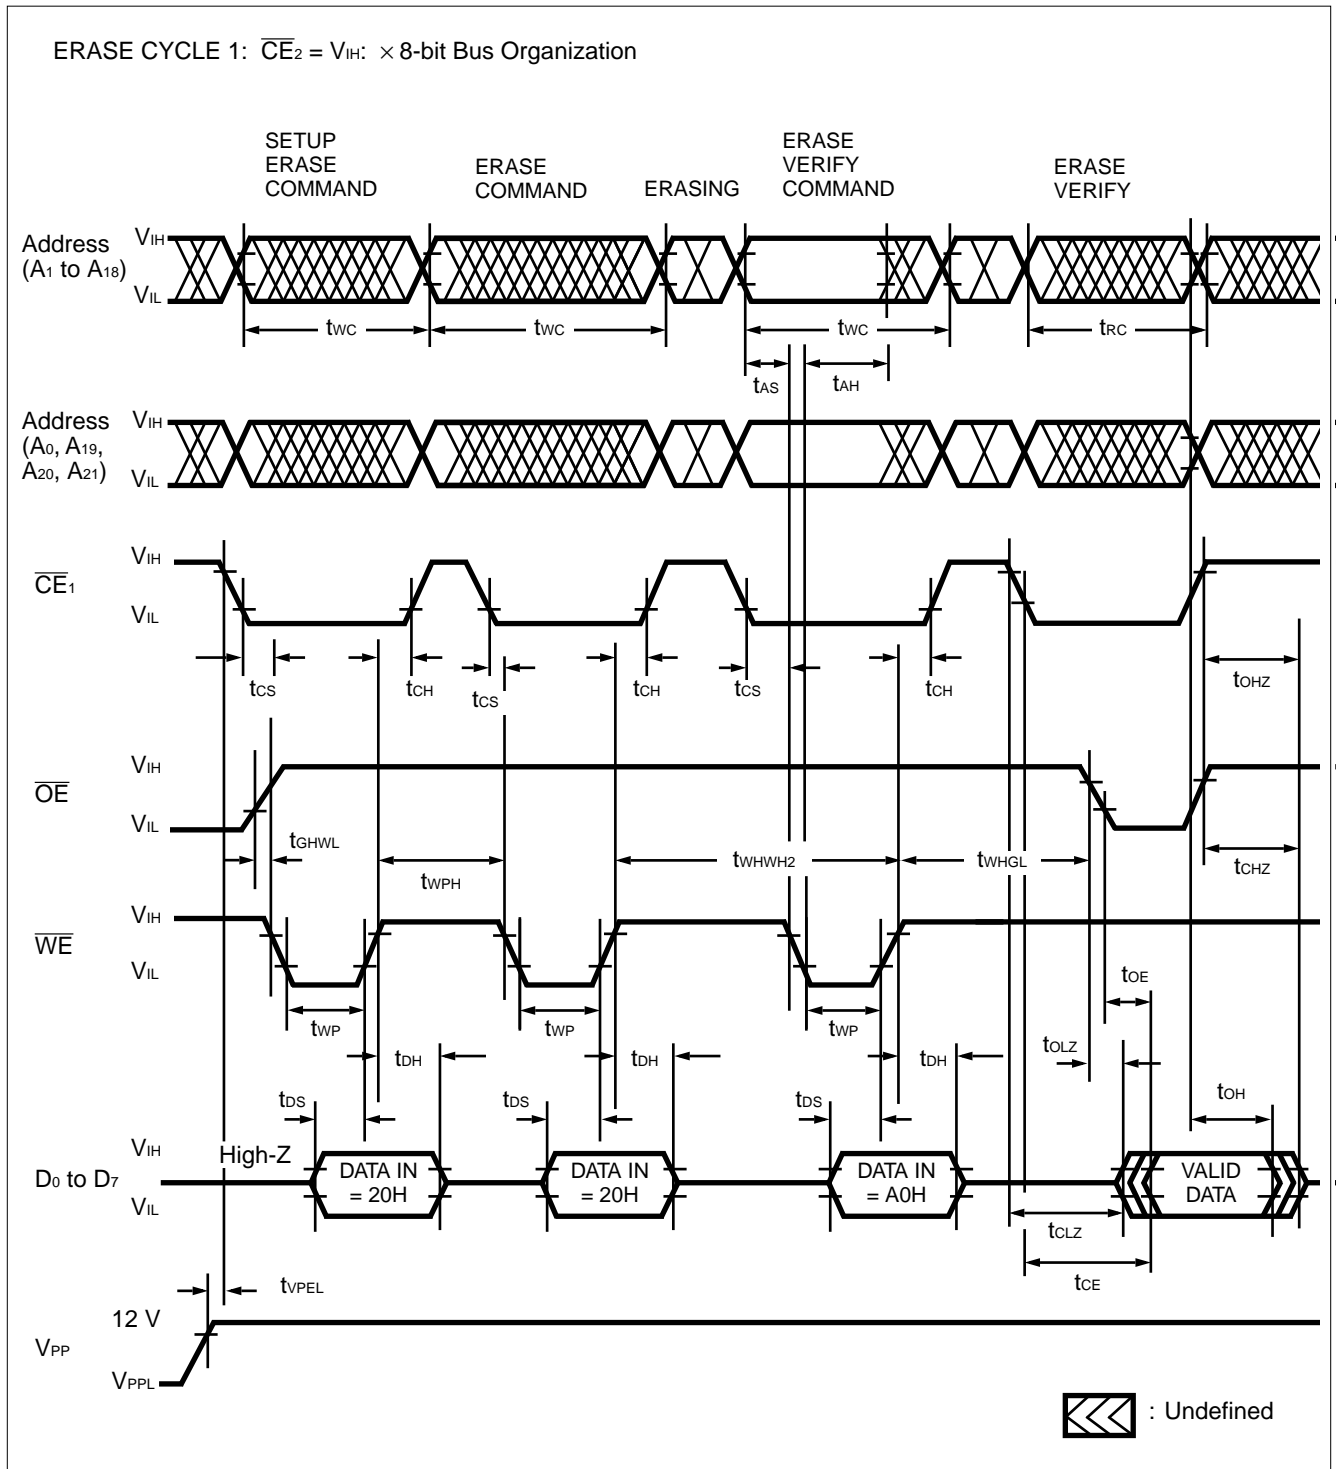 ERASE CYCLE 1: CE2 = VIH: × 8-bit Bus Organization
SETUP
ERASE
COMMAND
ERASE
COMMAND
ERASING
ERASE
VERIFY
COMMAND
ERASE
VERIFY
Address
(A1 to A18)
VIH
VIL
tWC
tWC
tWC
tRC
tAS
tAH
Address
(A0, A19,
A20, A21)
VIH
VIL
CE1
VIH
VIL
tCS
tCH
tCS
tCH
tCS
tCH
tOHZ
OE
VIH
VIL
tGHWL
tWPH
tWHWH2
tWHGL
tCHZ
WE
VIH
VIL
tWP
tWP
tWP
tOE
tOLZ
tDH
tDH
tDH
tDS
tDS
tDS
tOH
D0 to D7
VIH
VIL
High-Z
DATA IN
= 20H
DATA IN
= 20H
DATA IN
= A0H
VALID
DATA
tCLZ
tCE
tVPEL
VPP
12 V
VPPL
: Undefined